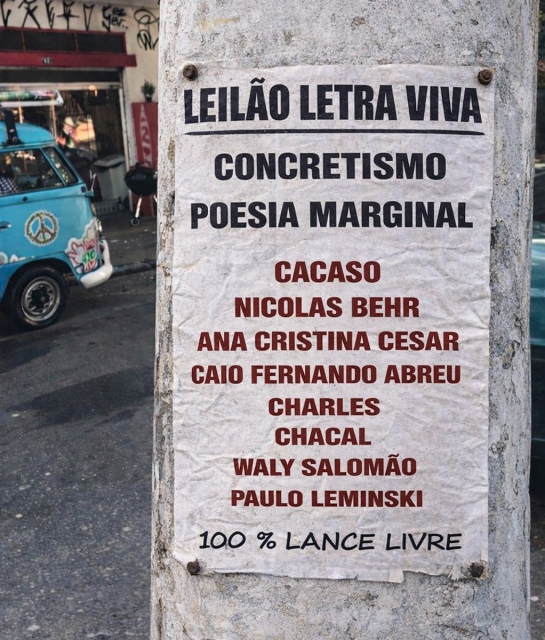 LEILÃO LETRA VIVA
CONCRETISMO
POESIA MARGINAL
CACASO
NICOLAS BEHR
ANA CRISTINA CESAR
CAIO FERNANDO ABREU
CHARLES
CHACAL
WALY SALOMÃO
PAULO LEMINSKI
100 % LANCE LIVRE